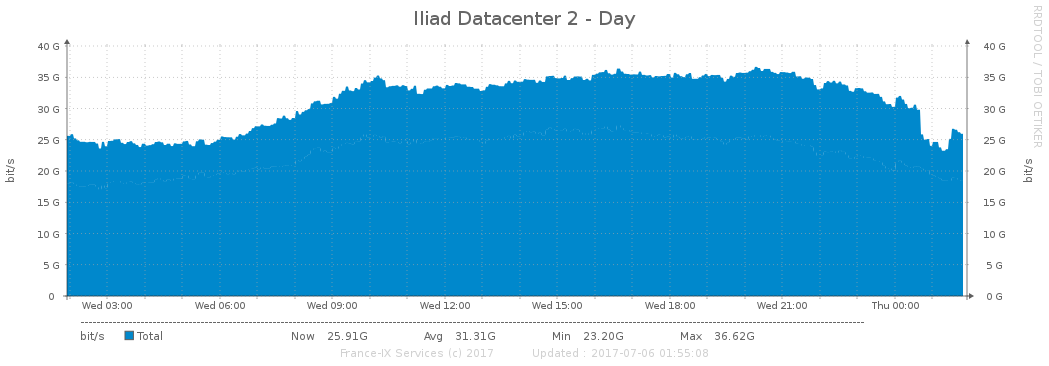 Iliad Datacenter 2 - Day
RRDTOOL / TOBI OETIKER
40 G 40 G
35 G 35 G
30 G 30 G
25 G 25 G
20 G 20 G
15 G 15 G
10 G 10 G
5 G 5 G
0 0 G
bit/s bit/s
Wed 03:00 Wed 06:00 Wed 09:00 Wed 12:00 Wed 15:00 Wed 18:00 Wed 21:00 Thu 00:00
bit/s Total Now 25.91G Avg 31.31G Min 23.20G Max 36.62G
France-IX Services (c) 2017 Updated : 2017-07-06 01:55:08